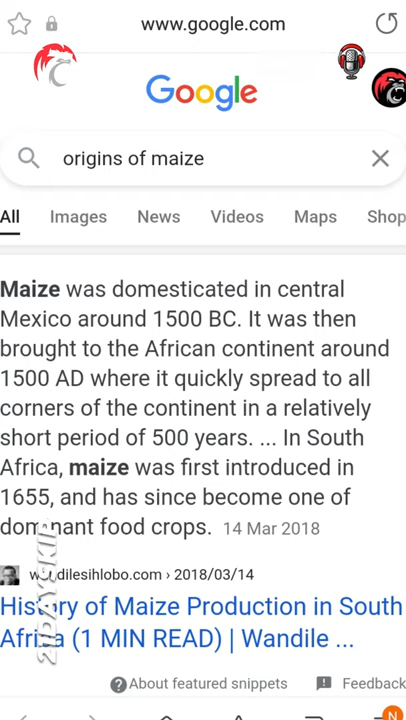 www.google.com
Google
origins of maize
All Images News Videos Maps Shop
Maize was domesticated in central
Mexico around 1500 BC. It was then
brought to the African continent around
1500 AD where it quickly spread to all
corners of the continent in a relatively
short period of 500 years. ... In South
Africa, maize was first introduced in
1655, and has since become one of
dominant food crops. 14 Mar 2018
wandilesihlobo.com › 2018/03/14
History of Maize Production in South
Africa (1 MIN READ) | Wandile ...
About featured snippets Feedback
N